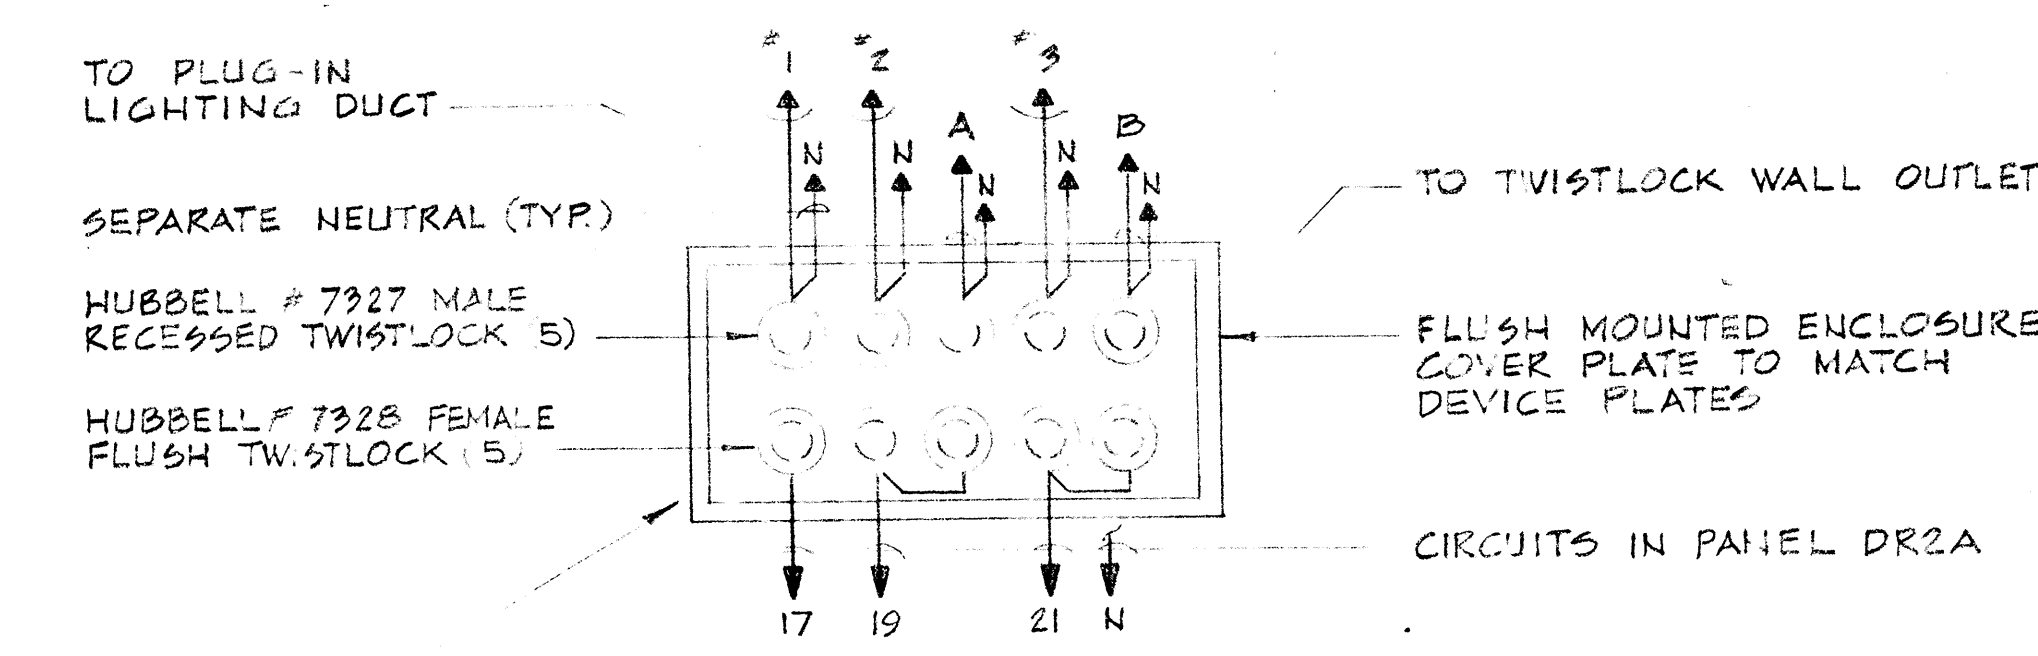 TO PLUG-IN
LIGHTING DUCT
SEPARATE NEUTRAL (TYP.)
HUBBELL # 7327 MALE
RECESSED TWISTLOCK (5)
HUBBELL # 7328 FEMALE
FLUSH TWISTLOCK (5)
#1 #2 #3
A B
N N N
N N
17 19 21 N
TO TWISTLOCK WALL OUTLET
FLUSH MOUNTED ENCLOSURE
COVER PLATE TO MATCH
DEVICE PLATES
CIRCUITS IN PANEL DR2A